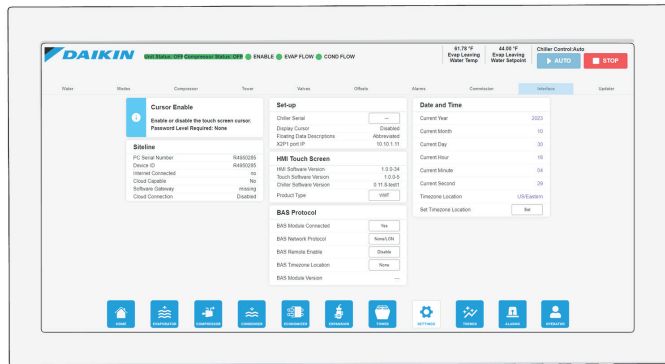 DAIKIN
Unit Status: OFF Compressor Status: OFF ENABLE EVAP FLOW COND FLOW
61.78 °F
Evap Leaving
Water Temp
44.00 °F
Evap Leaving
Water Setpoint
Chiller Control:Auto
AUTO
STOP
Water Modes Compressor Tower Valves Offsets Alarms Commission Interface Updater
Cursor Enable
Enable or disable the touch screen cursor.
Password Level Required: None
Siteline
PC Serial Number R4950285
Device ID R4950285
Internet Connected no
Cloud Capable No
Software Gateway missing
Cloud Connection Disabled
Set-up
Chiller Serial ---
Display Cursor Disabled
Floating Data Descriptions Abbreviated
X2P1 port IP 10.10.1.11
HMI Touch Screen
HMI Software Version 1.0.0-34
Touch Software Version 1.0.0-5
Chiller Software Version 0.11.8-test1
Product Type WMT
BAS Protocol
BAS Module Connected Yes
BAS Network Protocol None/LON
BAS Remote Enable Disable
BAS Timezone Location None
BAS Module Version ---
Date and Time
Current Year 2023
Current Month 10
Current Day 30
Current Hour 16
Current Minute 04
Current Second 29
Timezone Location US/Eastern
Set Timezone Location
HOME EVAPORATOR COMPRESSOR CONDENSER ECONOMIZER EXPANSION TOWER SETTINGS TRENDS ALARMS OPERATOR